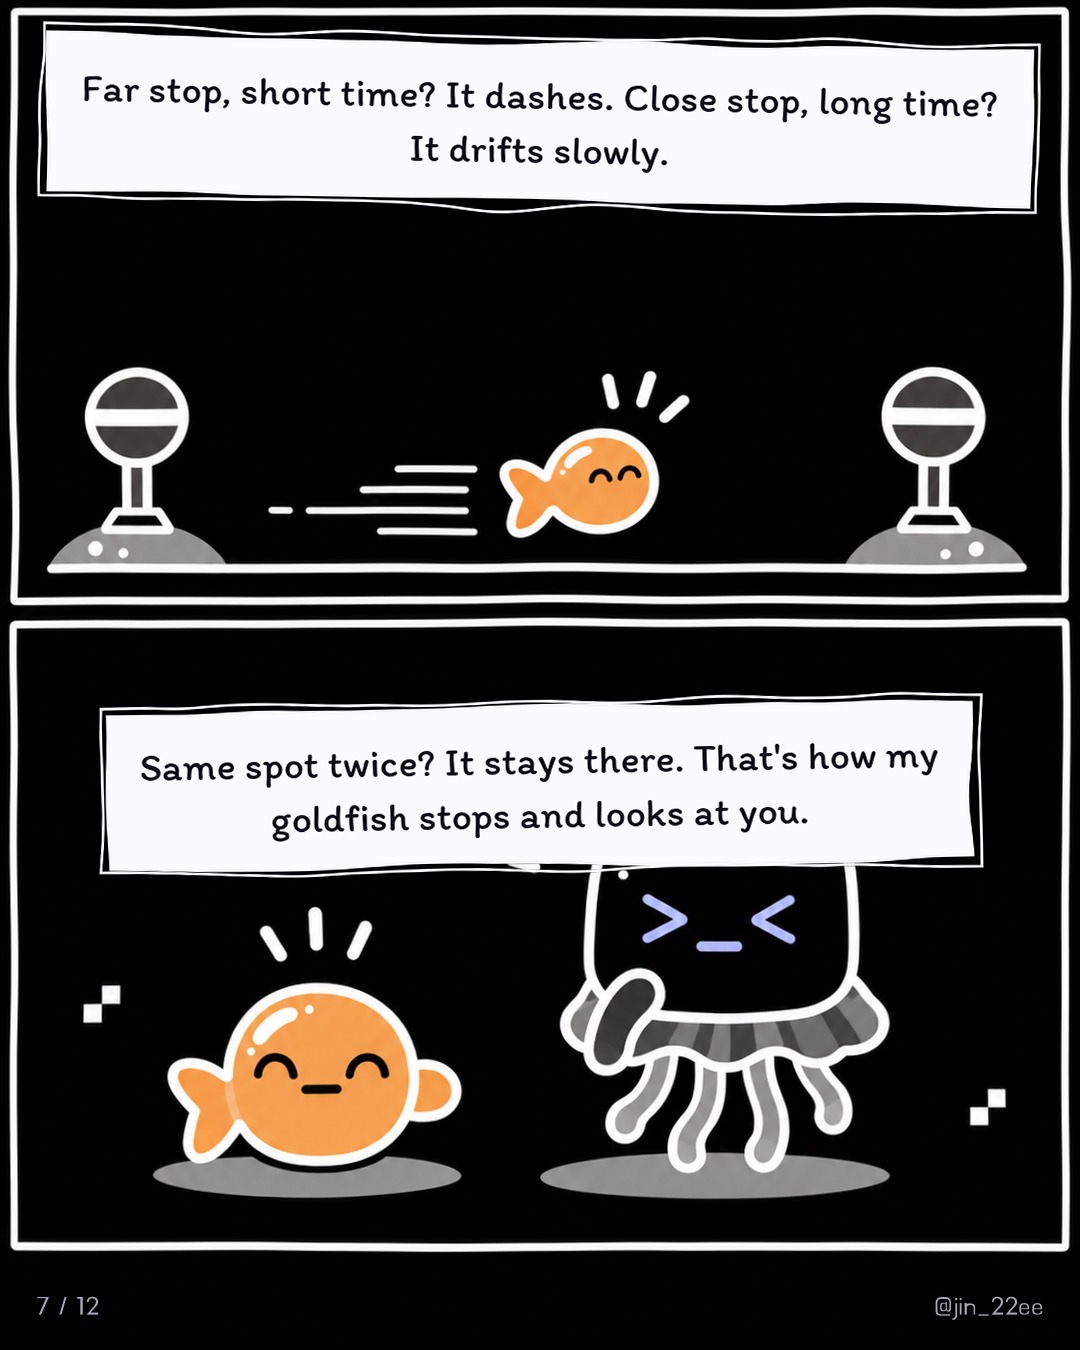 Far stop, short time? It dashes. Close stop, long time?
It drifts slowly.
Same spot twice? It stays there. That's how my
goldfish stops and looks at you.
7 / 12
@jin_22ee